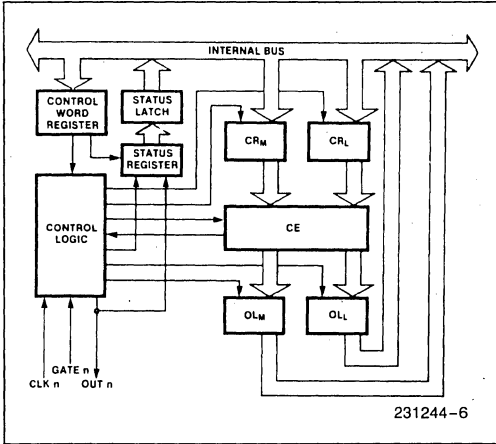 INTERNAL BUS
CONTROL
WORD
REGISTER
STATUS
LATCH
STATUS
REGISTER
CRM
CRL
CONTROL
LOGIC
CE
OLM
OLL
GATE n
CLK n
OUT n
231244-6